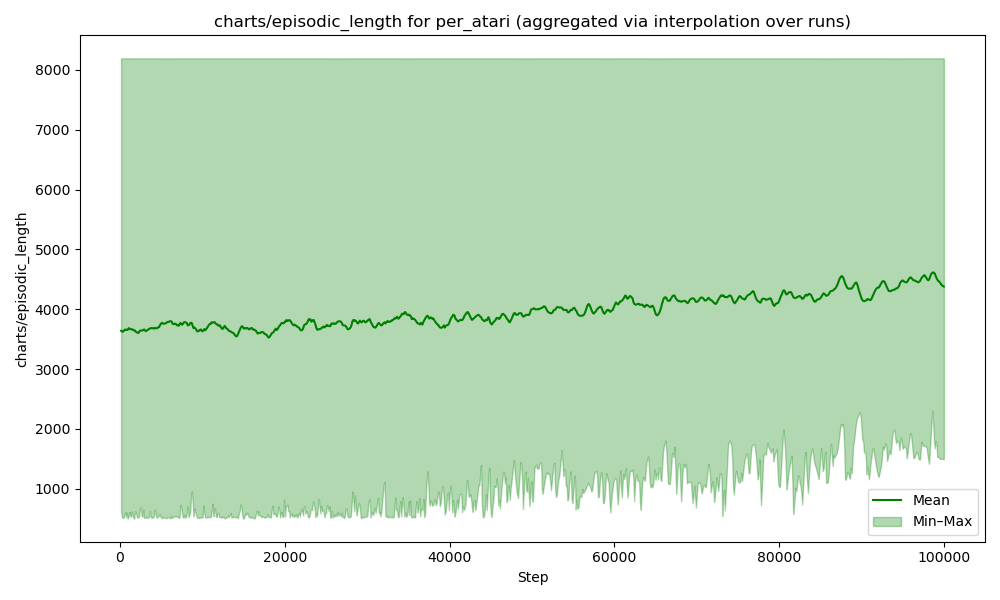 charts/episodic_length for per_atari (aggregated via interpolation over runs)
charts/episodic_length
8000
7000
6000
5000
4000
3000
2000
1000
0
20000
40000
60000
80000
100000
Step
Mean
Min–Max